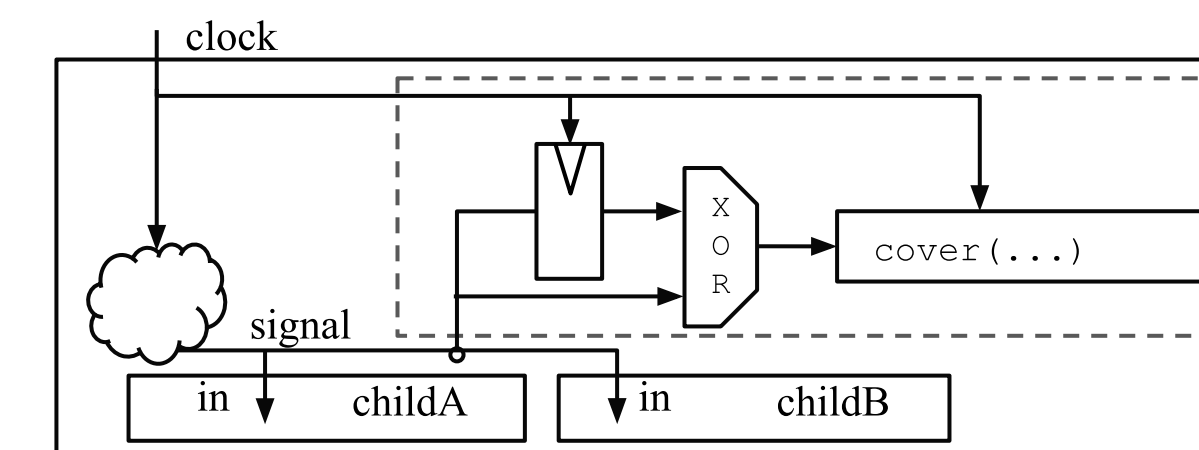 clock
X
O
R
cover(...)
signal
in
childA
in
childB